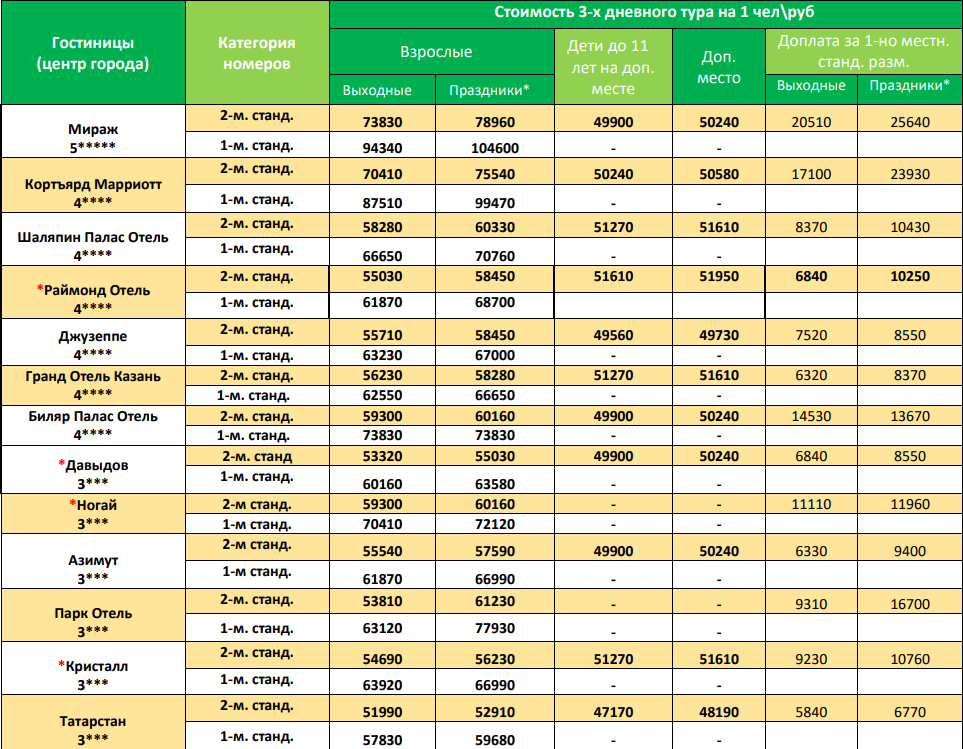 Гостиницы (центр города) | Категория номеров | Стоимость 3-х дневного тура на 1 чел\руб
Взрослые | Дети до 11 лет на доп. месте | Доп. место | Доплата за 1-но местн. станд. разм.
Выходные | Праздники* | Выходные | Праздники*
Мираж 5***** | 2-м. станд. | 73830 | 78960 | 49900 | 50240 | 20510 | 25640
1-м. станд. | 94340 | 104600 | - | -
Кортъярд Марриотт 4**** | 2-м. станд. | 70410 | 75540 | 50240 | 50580 | 17100 | 23930
1-м. станд. | 87510 | 99470 | - | -
Шаляпин Палас Отель 4**** | 2-м. станд. | 58280 | 60330 | 51270 | 51610 | 8370 | 10430
1-м. станд. | 66650 | 70760 | - | -
*Раймонд Отель 4**** | 2-м. станд. | 55030 | 58450 | 51610 | 51950 | 6840 | 10250
1-м. станд. | 61870 | 68700
Джузеппе 4**** | 2-м. станд. | 55710 | 58450 | 49560 | 49730 | 7520 | 8550
1-м. станд. | 63230 | 67000 | - | -
Гранд Отель Казань 4**** | 2-м. станд. | 56230 | 58280 | 51270 | 51610 | 6320 | 8370
1-м. станд. | 62550 | 66650 | - | -
Биляр Палас Отель 4**** | 2-м. станд. | 59300 | 60160 | 49900 | 50240 | 14530 | 13670
1-м. станд. | 73830 | 73830 | - | -
*Давыдов 3*** | 2-м. станд | 53320 | 55030 | 49900 | 50240 | 6840 | 8550
1-м. станд. | 60160 | 63580 | - | -
*Ногай 3*** | 2-м станд. | 59300 | 60160 | - | - | 11110 | 11960
1-м станд. | 70410 | 72120 | - | -
Азимут 3*** | 2-м станд. | 55540 | 57590 | 49900 | 50240 | 6330 | 9400
1-м станд. | 61870 | 66990 | - | -
Парк Отель 3*** | 2-м. станд. | 53810 | 61230 | - | - | 9310 | 16700
1-м. станд. | 63120 | 77930 | - | -
*Кристалл 3*** | 2-м. станд. | 54690 | 56230 | 51270 | 51610 | 9230 | 10760
1-м. станд. | 63920 | 66990 | - | -
Татарстан 3*** | 2-м. станд. | 51990 | 52910 | 47170 | 48190 | 5840 | 6770
1-м. станд. | 57830 | 59680 | - | -